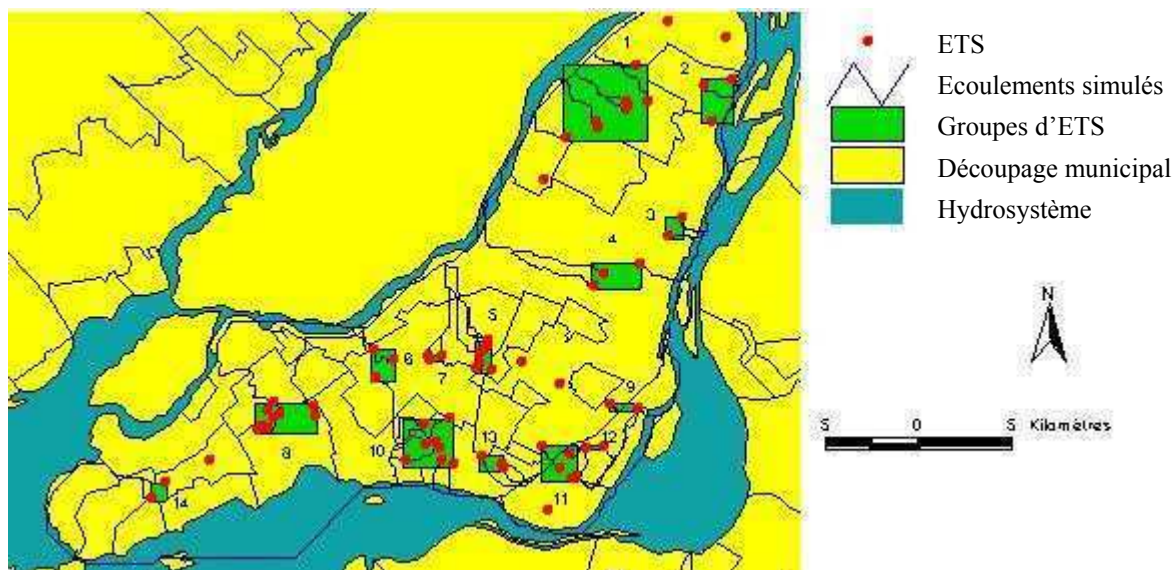 1
2
3
4
5
6
7
8
9
10
11
12
13
14
ETS
Ecoulements simulés
Groupes d'ETS
Découpage municipal
Hydrosystème
N
5 0 5 Kilomètres